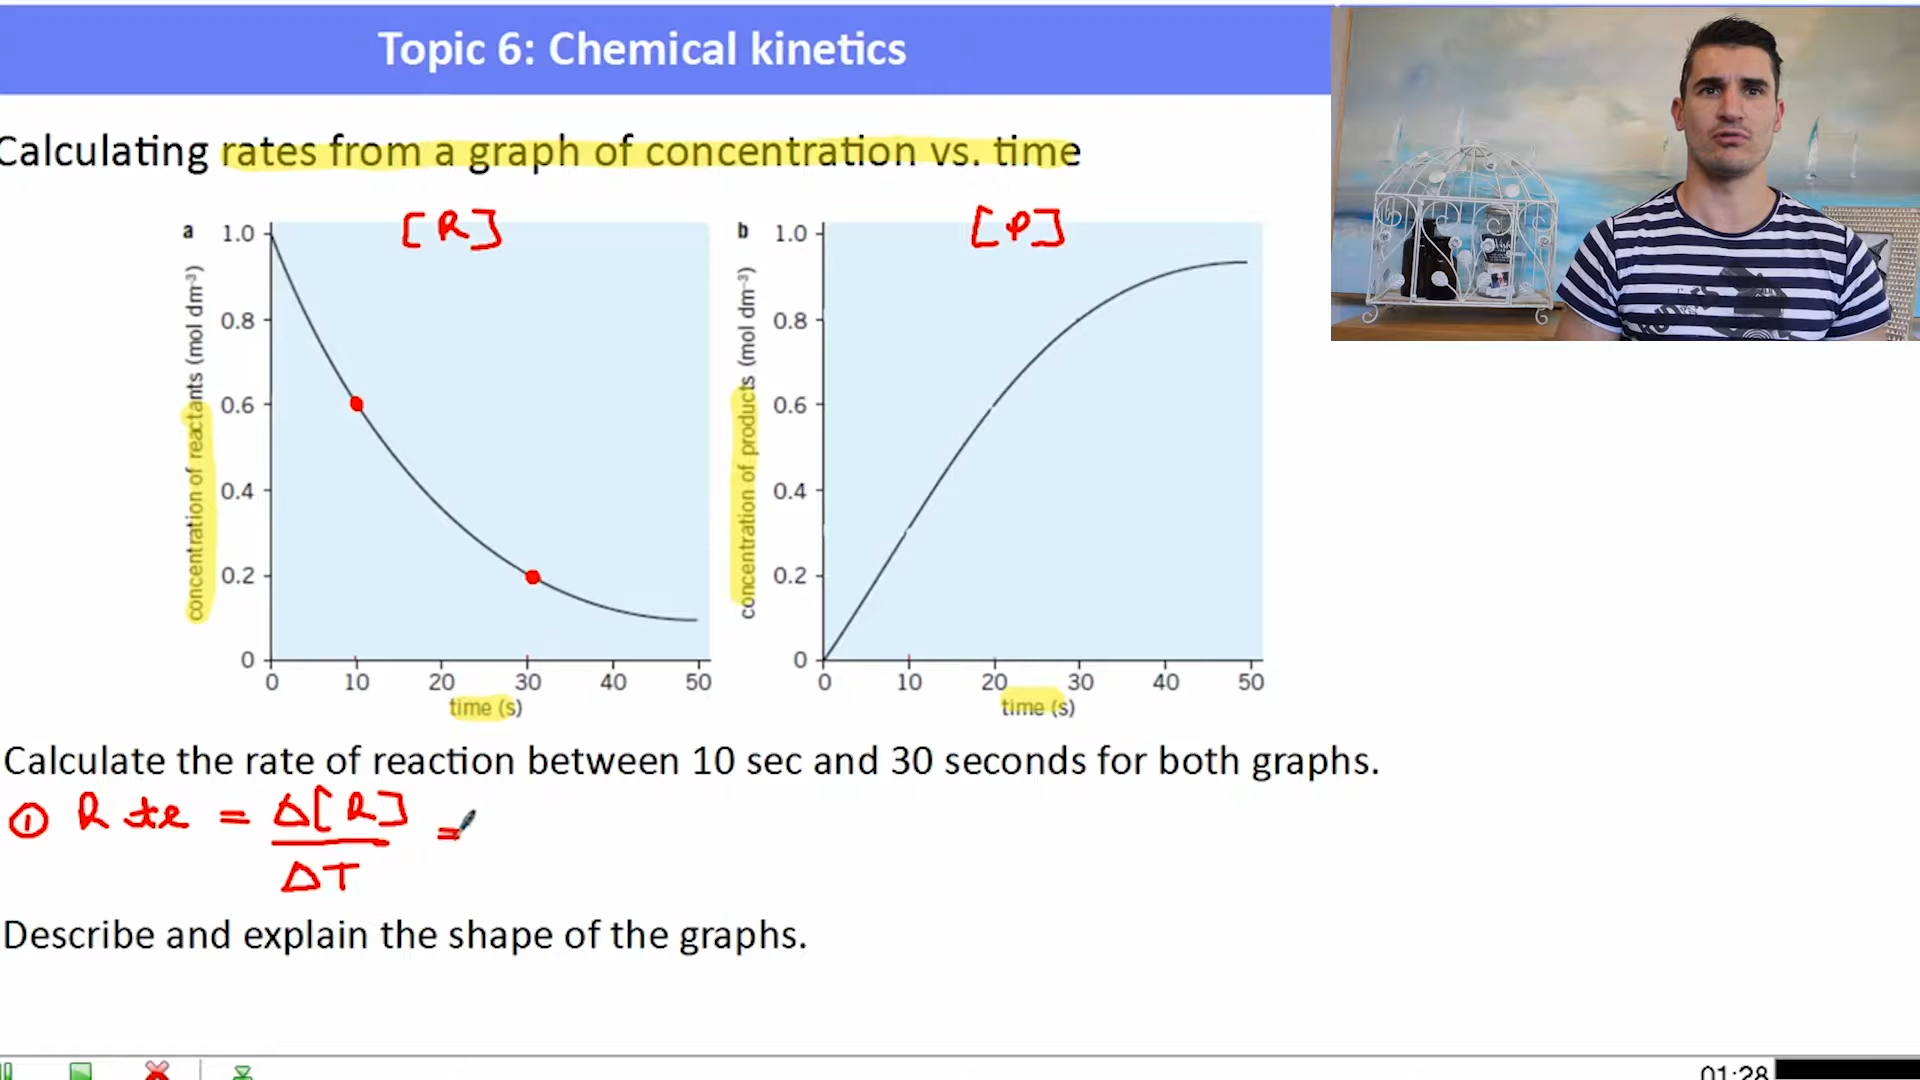 Topic 6: Chemical kinetics
Calculating rates from a graph of concentration vs. time
a
[R]
concentration of reactants (mol dm⁻³)
1.0
0.8
0.6
0.4
0.2
0
0 10 20 30 40 50
time (s)
b
[P]
concentration of products (mol dm⁻³)
1.0
0.8
0.6
0.4
0.2
0
0 10 20 30 40 50
time (s)
Calculate the rate of reaction between 10 sec and 30 seconds for both graphs.
① Rate = Δ[R] =
ΔT
Describe and explain the shape of the graphs.
01:28